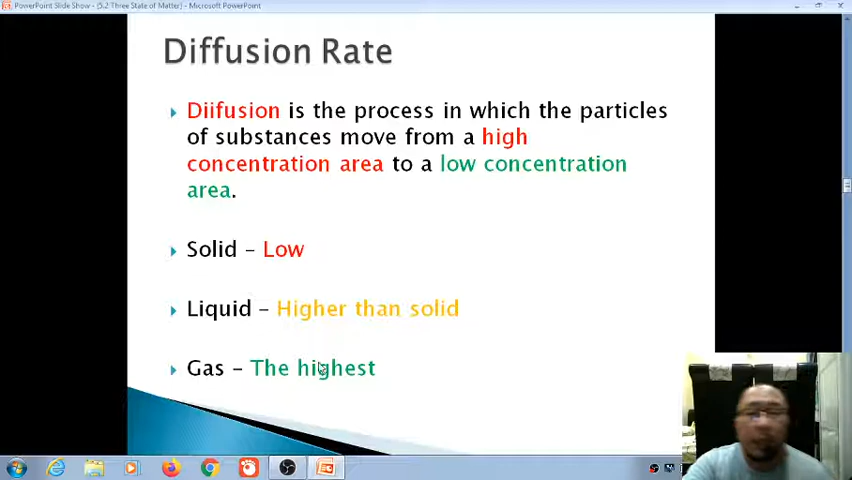 PowerPoint Slide Show - [5.2 Three State of Matter] - Microsoft PowerPoint
Diffusion Rate
Diifusion is the process in which the particles
of substances move from a high
concentration area to a low concentration
area.
Solid - Low
Liquid - Higher than solid
Gas - The highest